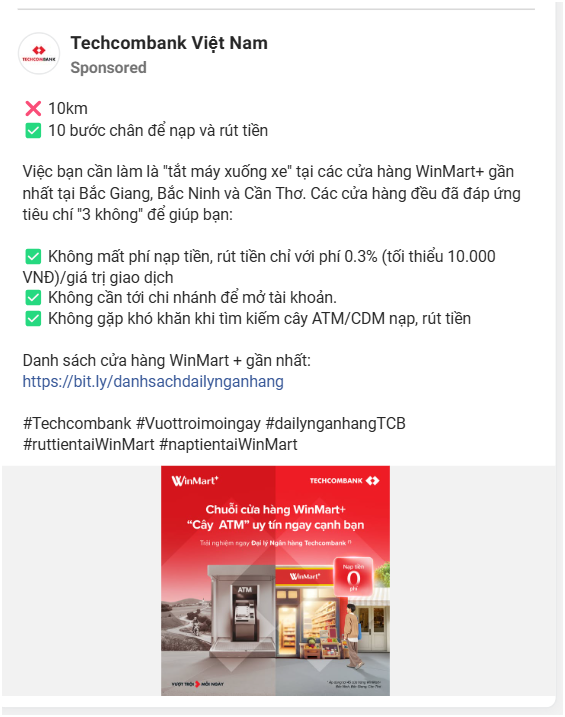 Techcombank Việt Nam
TECHCOMBANK
Sponsored
❌ 10km
✅ 10 bước chân để nạp và rút tiền
Việc bạn cần làm là "tắt máy xuống xe" tại các cửa hàng WinMart+ gần
nhất tại Bắc Giang, Bắc Ninh và Cần Thơ. Các cửa hàng đều đã đáp ứng
tiêu chí "3 không" để giúp bạn:
✅ Không mất phí nạp tiền, rút tiền chỉ với phí 0.3% (tối thiểu 10.000
VNĐ)/giá trị giao dịch
✅ Không cần tới chi nhánh để mở tài khoản.
✅ Không gặp khó khăn khi tìm kiếm cây ATM/CDM nạp, rút tiền
Danh sách cửa hàng WinMart + gần nhất:
https://bit.ly/danhsachdailynganhang
#Techcombank #Vuottroimoingay #dailynganhangTCB
#ruttientaiWinMart #naptientaiWinMart
WinMart+
TECHCOMBANK
Chuỗi cửa hàng WinMart+
“Cây ATM” uy tín ngay cạnh bạn
Trải nghiệm ngay Đại lý Ngân hàng Techcombank
ATM
WinMart+
Nạp tiền
0
phí
VƯỢT TRỘI MỖI NGÀY